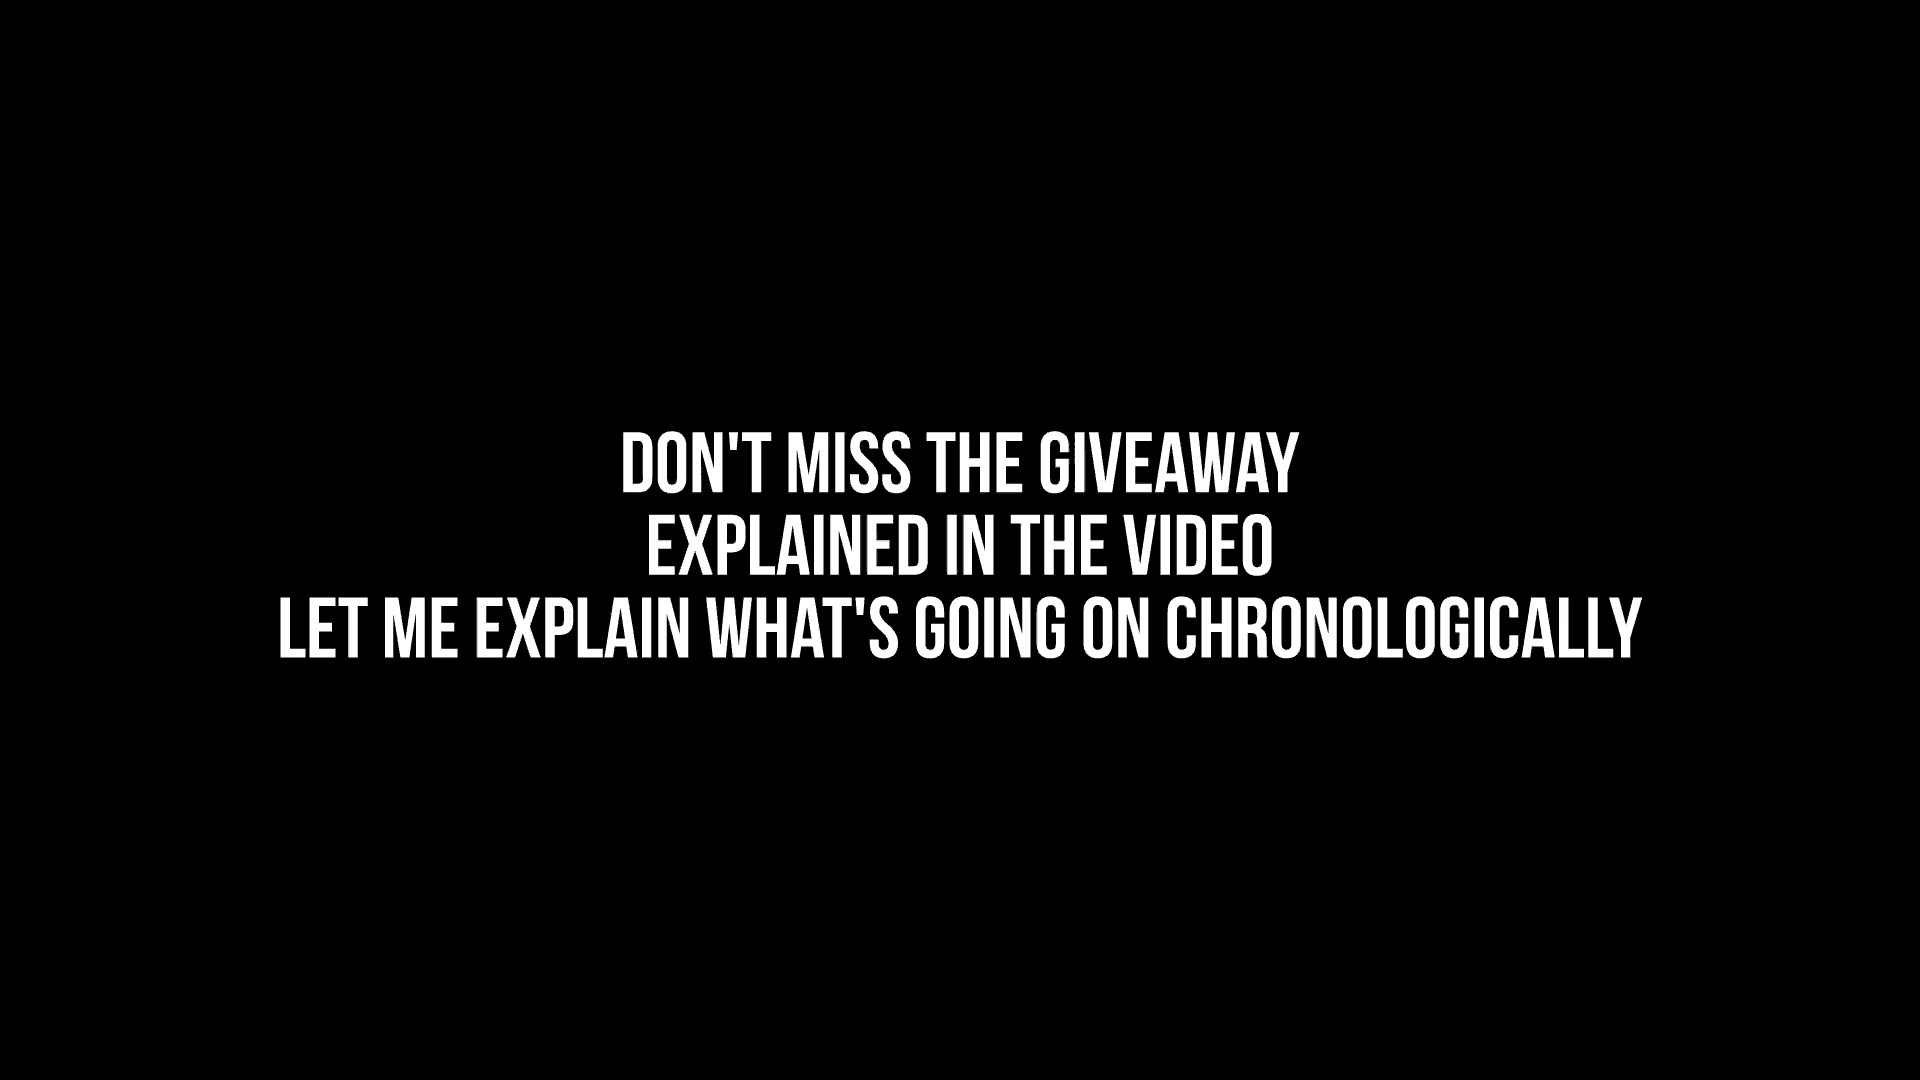 DON'T MISS THE GIVEAWAY
EXPLAINED IN THE VIDEO
LET ME EXPLAIN WHAT'S GOING ON CHRONOLOGICALLY